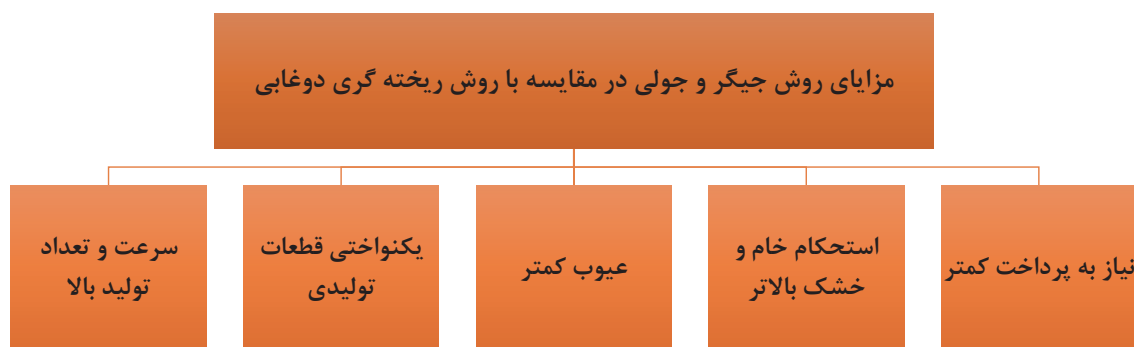 مزایای روش جیگر و جولی در مقایسه با روش ریخته گری دوغابی
نیاز به پرداخت کمتر
استحکام خام و
خشک بالاتر
عیوب کمتر
یکنواختی قطعات
تولیدی
سرعت و تعداد
تولید بالا